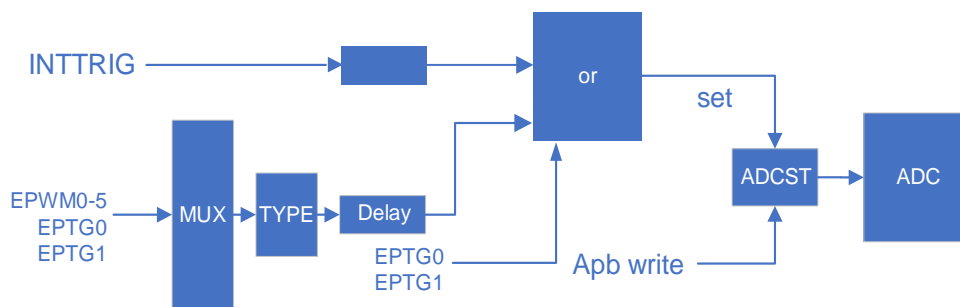 INTTRIG
or
set
EPWM0-5
EPTG0
EPTG1
MUX
TYPE
Delay
EPTG0
EPTG1
ADCST
ADC
Apb write